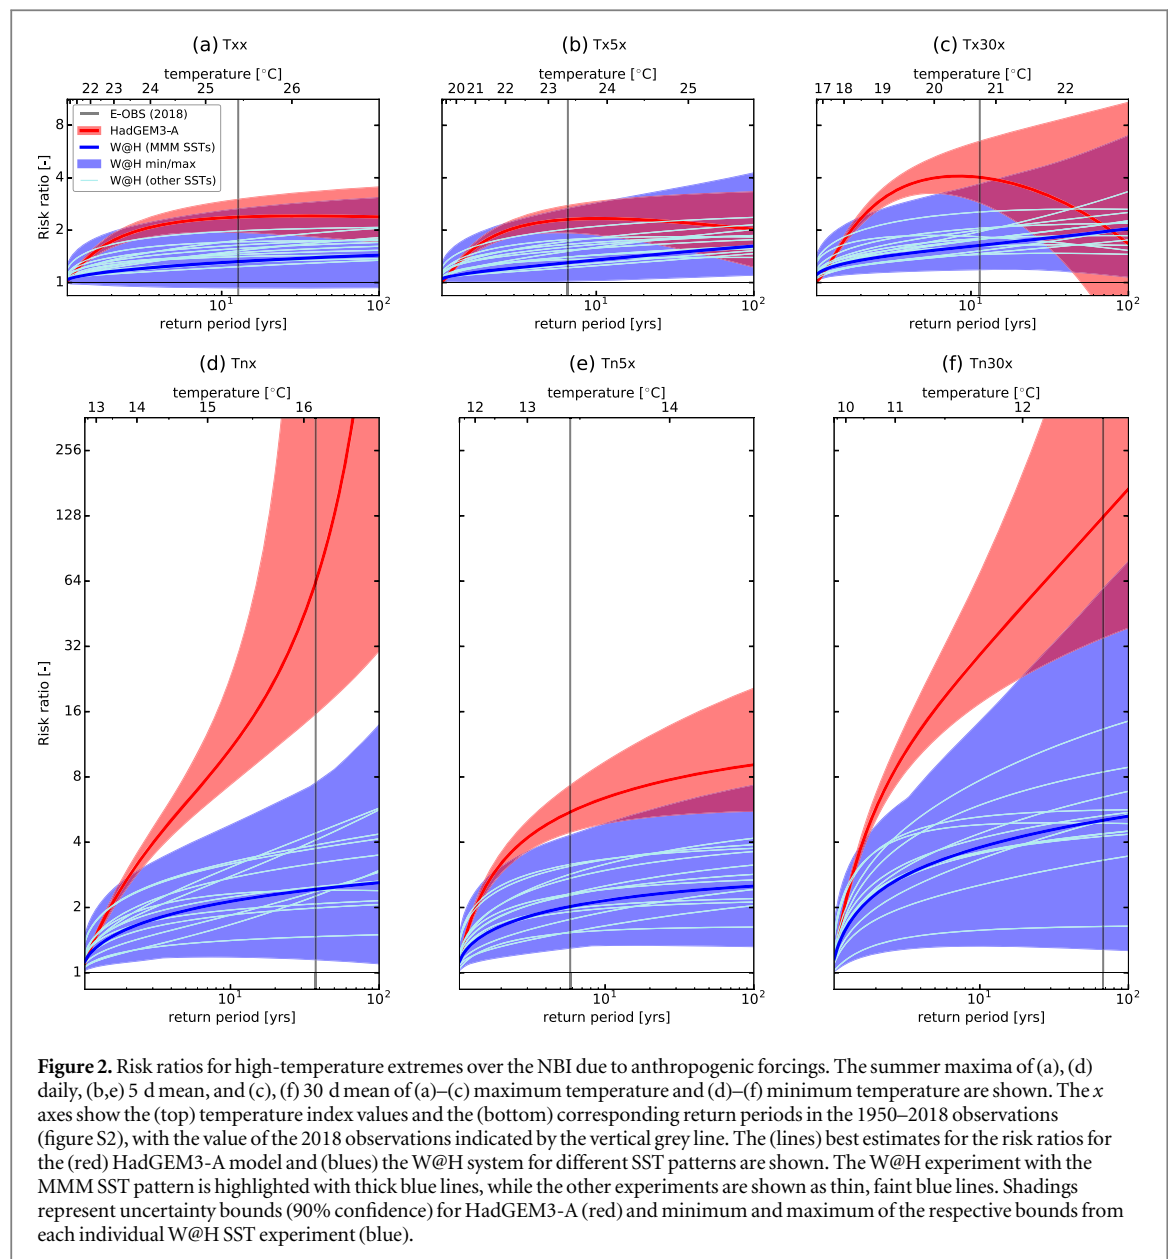 (a) Txx
(b) Tx5x
(c) Tx30x
temperature [°C]
temperature [°C]
temperature [°C]
22 23 24 25 26
20 21 22 23 24 25
17 18 19 20 21 22
E-OBS (2018)
HadGEM3-A
W@H (MMM SSTs)
W@H min/max
W@H (other SSTs)
Risk ratio [-]
8
4
2
1
10¹ 10²
10¹ 10²
10¹ 10²
return period [yrs]
return period [yrs]
return period [yrs]
(d) Tnx
(e) Tn5x
(f) Tn30x
temperature [°C]
temperature [°C]
temperature [°C]
13 14 15 16
12 13 14
10 11 12
Risk ratio [-]
256
128
64
32
16
8
4
2
1
10¹ 10²
10¹ 10²
10¹ 10²
return period [yrs]
return period [yrs]
return period [yrs]
Figure 2. Risk ratios for high-temperature extremes over the NBI due to anthropogenic forcings. The summer maxima of (a), (d)
daily, (b,e) 5 d mean, and (c), (f) 30 d mean of (a)–(c) maximum temperature and (d)–(f) minimum temperature are shown. The x
axes show the (top) temperature index values and the (bottom) corresponding return periods in the 1950–2018 observations
(figure S2), with the value of the 2018 observations indicated by the vertical grey line. The (lines) best estimates for the risk ratios for
the (red) HadGEM3-A model and (blues) the W@H system for different SST patterns are shown. The W@H experiment with the
MMM SST pattern is highlighted with thick blue lines, while the other experiments are shown as thin, faint blue lines. Shadings
represent uncertainty bounds (90% confidence) for HadGEM3-A (red) and minimum and maximum of the respective bounds from
each individual W@H SST experiment (blue).